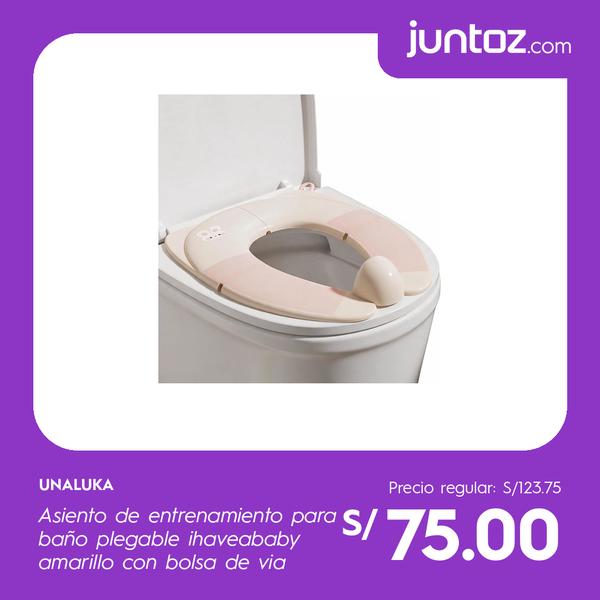 juntoz.com
UNALUKA
Asiento de entrenamiento para
baño plegable ihaveababy
amarillo con bolsa de via
Precio regular: S/123.75
S/75.00